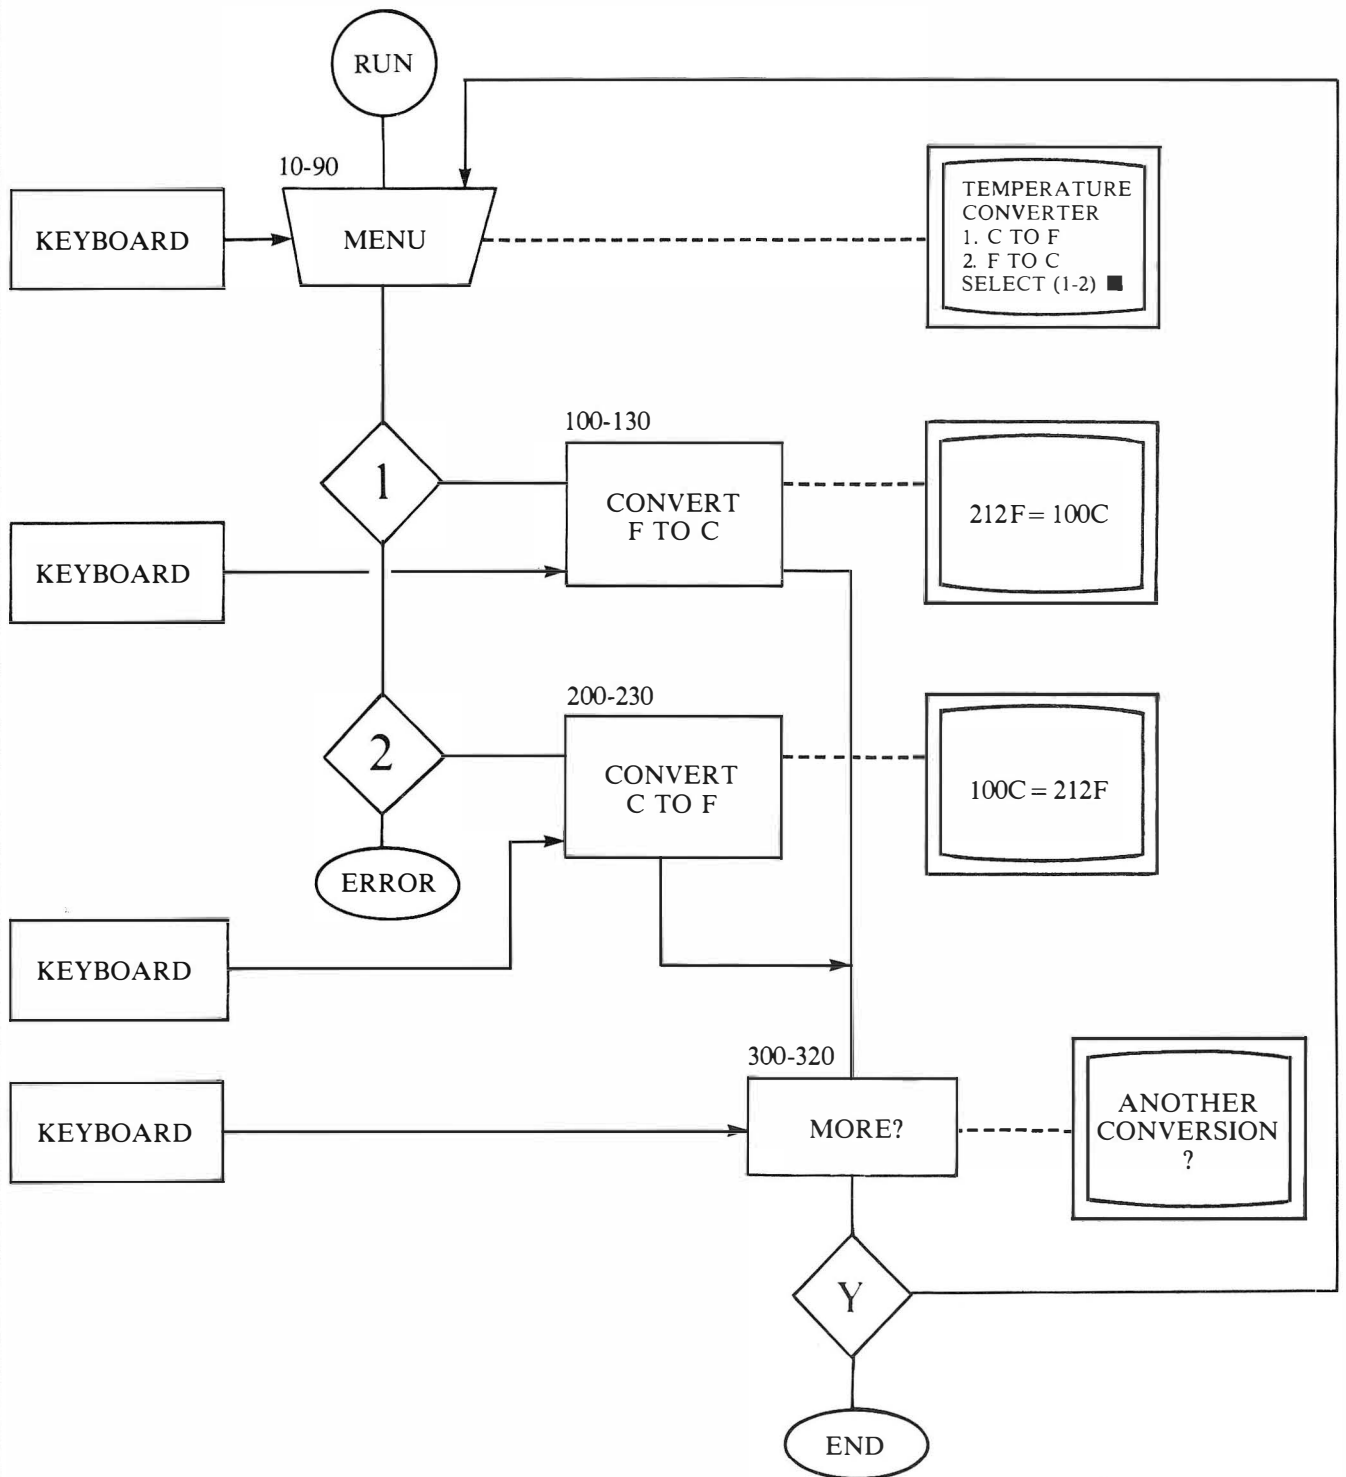 RUN
10-90
KEYBOARD
MENU
TEMPERATURE
CONVERTER
1. C TO F
2. F TO C
SELECT (1-2) ■
100-130
1
CONVERT
F TO C
212F = 100C
KEYBOARD
200-230
2
CONVERT
C TO F
100C = 212F
ERROR
KEYBOARD
300-320
KEYBOARD
MORE?
ANOTHER
CONVERSION
?
Y
END